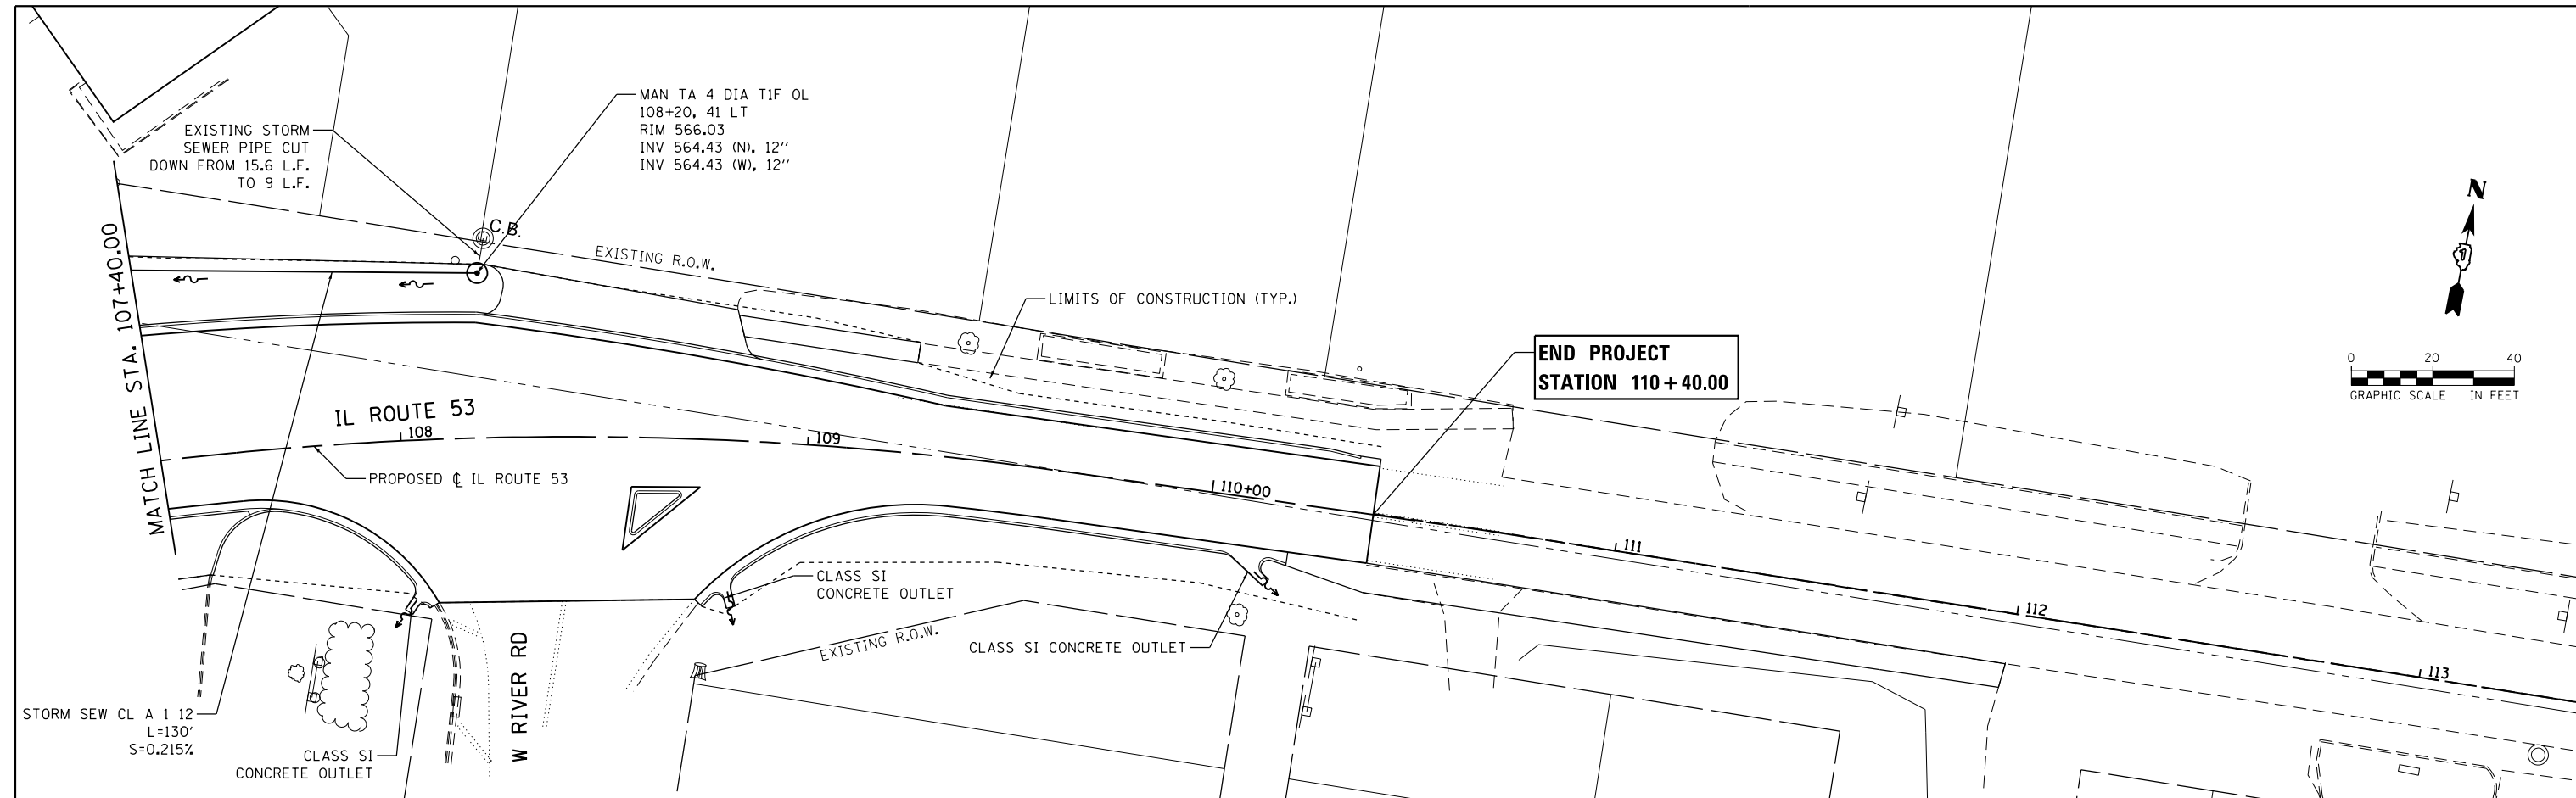 MAN TA 4 DIA T1F OL
108+20, 41 LT
RIM 566.03
INV 564.43 (N), 12''
INV 564.43 (W), 12''
EXISTING STORM
SEWER PIPE CUT
DOWN FROM 15.6 L.F.
TO 9 L.F.
C.B.
EXISTING R.O.W.
LIMITS OF CONSTRUCTION (TYP.)
END PROJECT
STATION 110+40.00
N
0 20 40
GRAPHIC SCALE IN FEET
MATCH LINE STA. 107+40.00
IL ROUTE 53
108
109
110+00
111
112
113
PROPOSED ℄ IL ROUTE 53
CLASS SI
CONCRETE OUTLET
EXISTING R.O.W.
CLASS SI CONCRETE OUTLET
W RIVER RD
STORM SEW CL A 1 12
L=130'
S=0.215%
CLASS SI
CONCRETE OUTLET